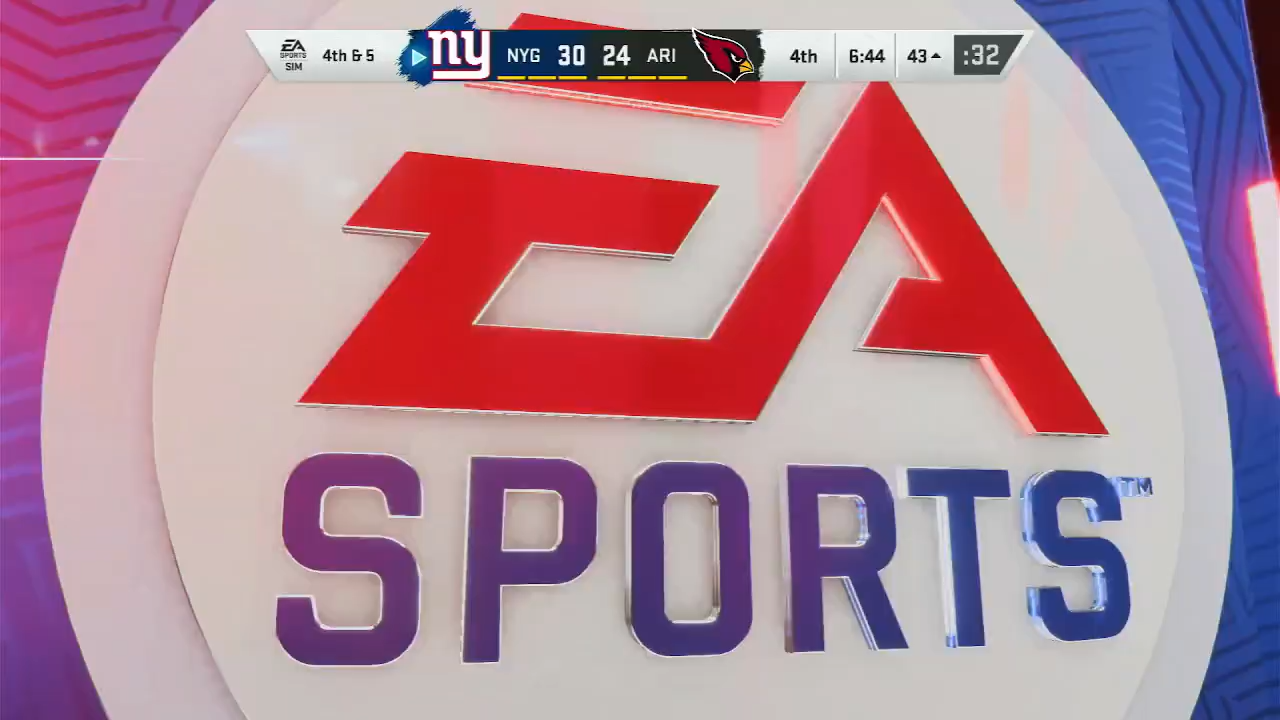 EA SPORTS SIM
4th & 5
ny
NYG 30 24 ARI
4th
6:44
43
:32
EA
SPORTS™